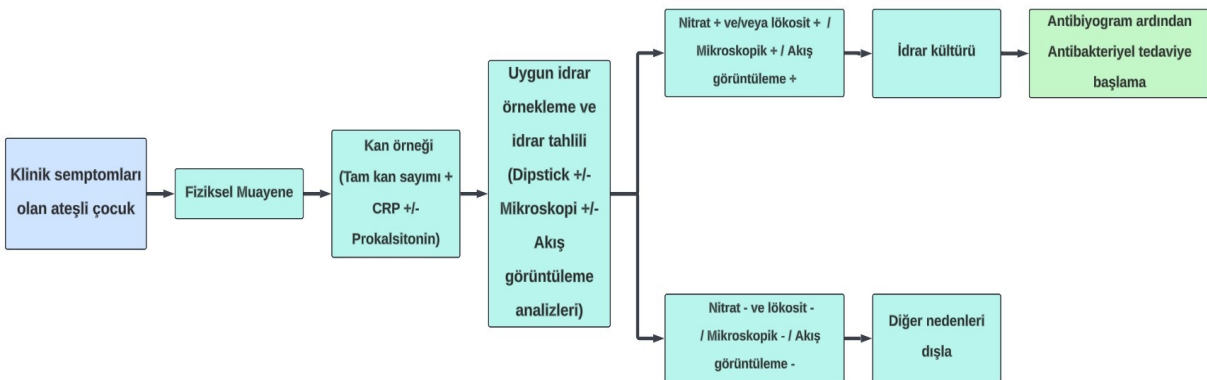 Klinik semptomları
olan ateşli çocuk
Fiziksel Muayene
Kan örneği
(Tam kan sayımı +
CRP +/-
Prokalsitonin)
Uygun idrar
örnekleme ve
idrar tahlili
(Dipstick +/-
Mikroskopi +/-
Akış
görüntüleme
analizleri)
Nitrat + ve/veya lökosit + /
Mikroskopik + / Akış
görüntüleme +
İdrar kültürü
Antibiyogram ardından
Antibakteriyel tedaviye
başlama
Nitrat - ve lökosit -
/ Mikroskopik - / Akış
görüntüleme -
Diğer nedenleri
dışla